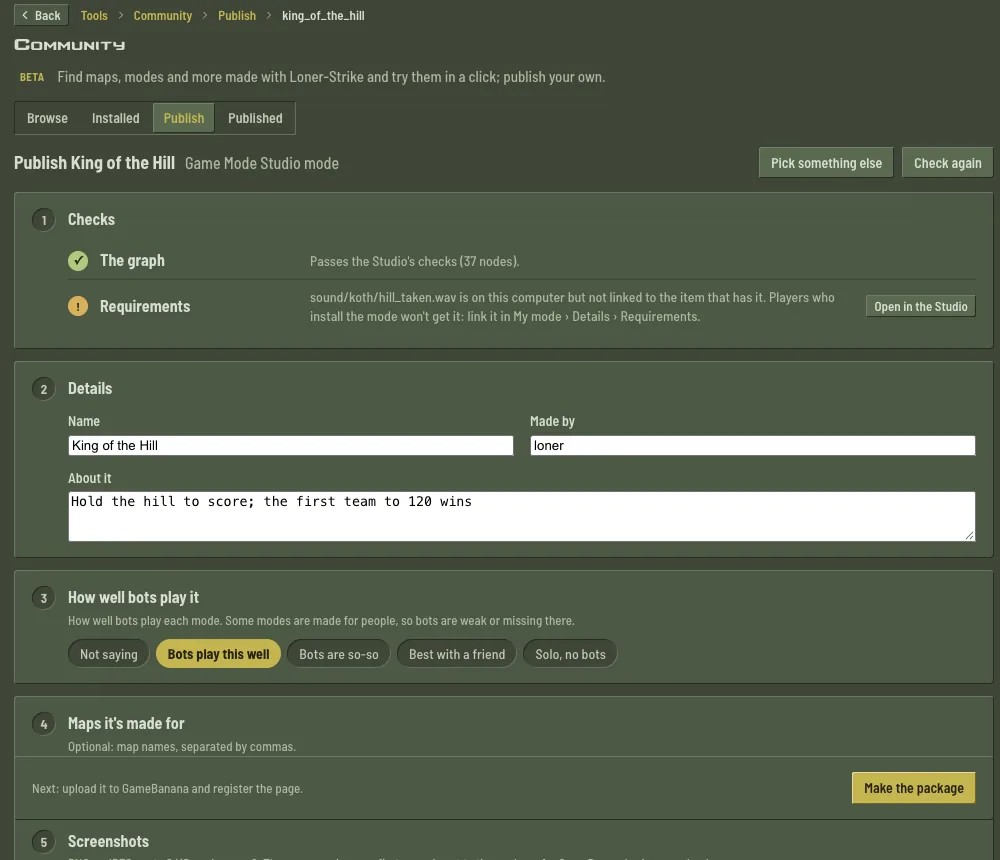 Back Tools > Community > Publish > king_of_the_hill
COMMUNITY
BETA Find maps, modes and more made with Loner-Strike and try them in a click; publish your own.
Browse Installed Publish Published
Publish King of the Hill Game Mode Studio mode Pick something else Check again
1 Checks
✓ The graph Passes the Studio's checks (37 nodes).
! Requirements sound/koth/hill_taken.wav is on this computer but not linked to the item that has it. Players who
install the mode won't get it: link it in My mode › Details › Requirements. Open in the Studio
2 Details
Name Made by
King of the Hill loner
About it
Hold the hill to score; the first team to 120 wins
3 How well bots play it
How well bots play each mode. Some modes are made for people, so bots are weak or missing there.
Not saying Bots play this well Bots are so-so Best with a friend Solo, no bots
4 Maps it's made for
Optional: map names, separated by commas.
Next: upload it to GameBanana and register the page. Make the package
5 Screenshots